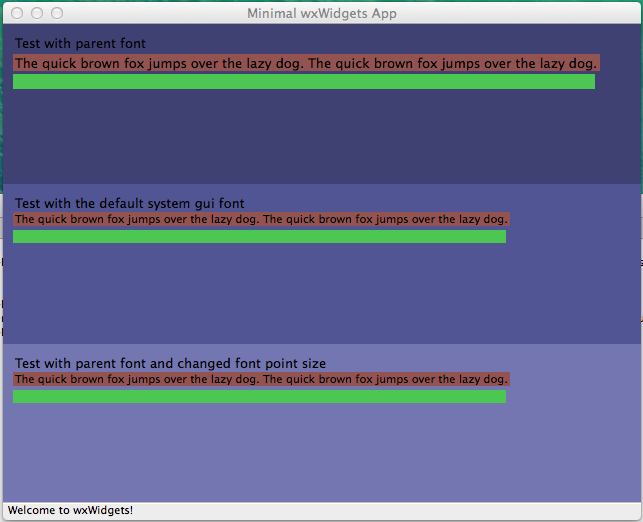 Minimal wxWidgets App
Test with parent font
The quick brown fox jumps over the lazy dog. The quick brown fox jumps over the lazy dog.
Test with the default system gui font
The quick brown fox jumps over the lazy dog. The quick brown fox jumps over the lazy dog.
Test with parent font and changed font point size
The quick brown fox jumps over the lazy dog. The quick brown fox jumps over the lazy dog.
Welcome to wxWidgets!